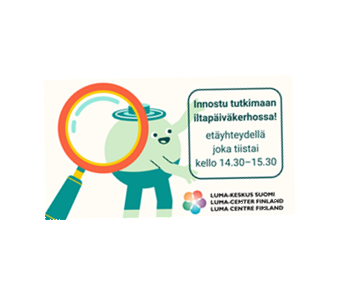 Innostu tutkimaan
iltapäiväkerhossa!
etäyhteydellä
joka tiistai
kello 14.30–15.30
LUMA-KESKUS SUOMI
LUMA-CENTER FINLAND
LUMA CENTRE FINLAND